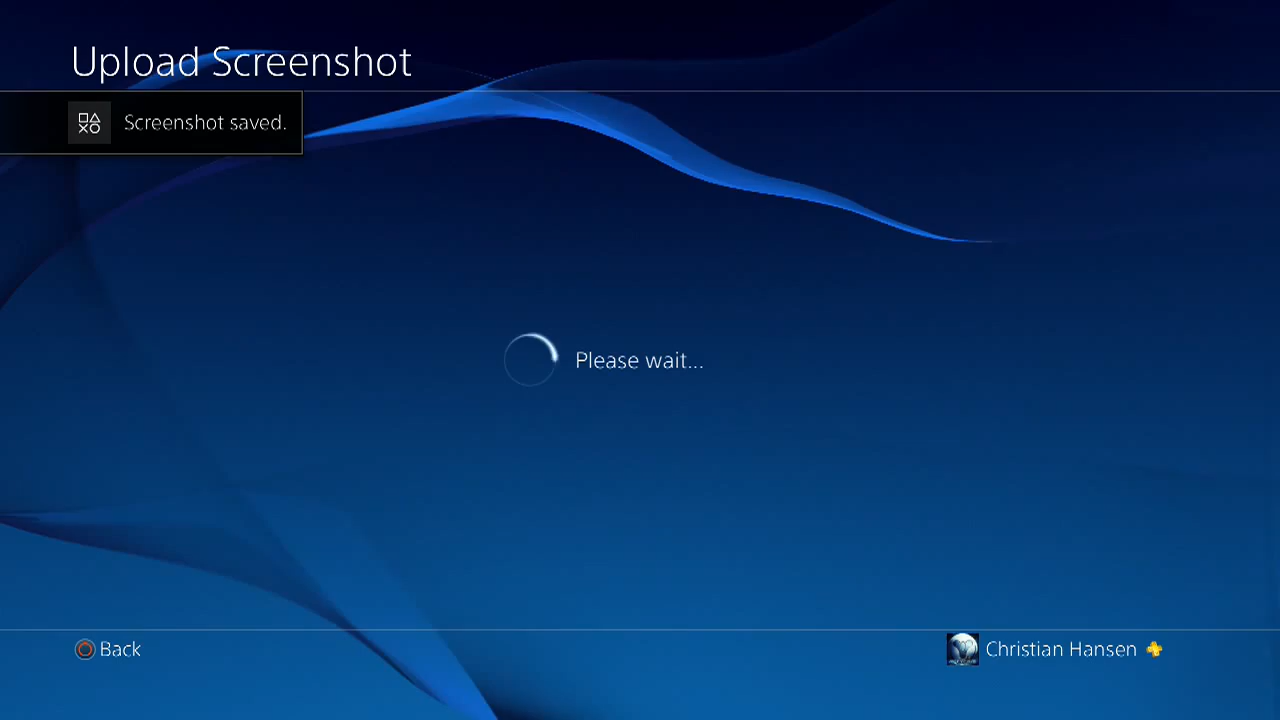 Upload Screenshot
Screenshot saved.
Please wait...
Back
Christian Hansen